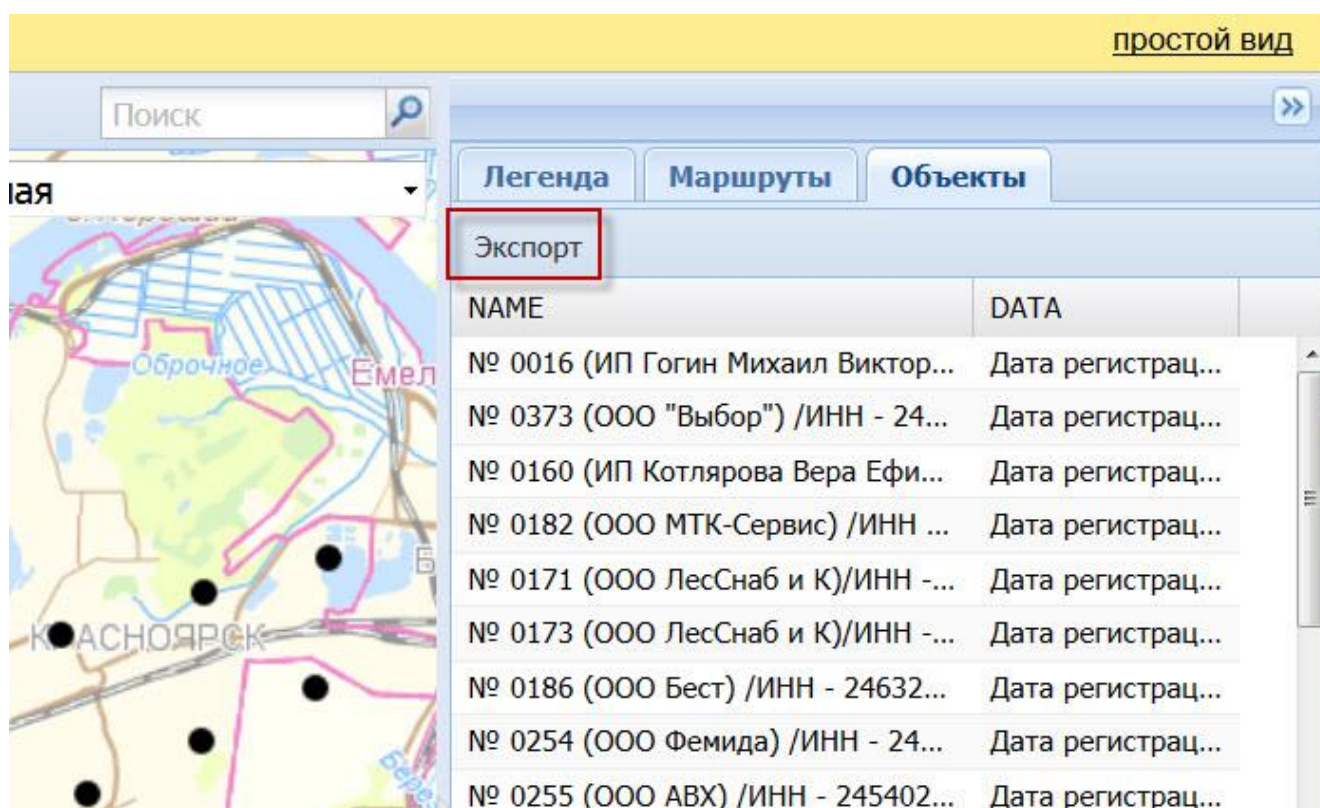 простой вид
Поиск
ная
Легенда Маршруты Объекты
Экспорт
NAME DATA
№ 0016 (ИП Гогин Михаил Виктор... Дата регистрац...
№ 0373 (ООО "Выбор") /ИНН - 24... Дата регистрац...
№ 0160 (ИП Котлярова Вера Ефи... Дата регистрац...
№ 0182 (ООО МТК-Сервис) /ИНН ... Дата регистрац...
№ 0171 (ООО ЛесСнаб и К)/ИНН -... Дата регистрац...
№ 0173 (ООО ЛесСнаб и К)/ИНН -... Дата регистрац...
№ 0186 (ООО Бест) /ИНН - 24632... Дата регистрац...
№ 0254 (ООО Фемида) /ИНН - 24... Дата регистрац...
№ 0255 (ООО АВХ) /ИНН - 245402... Дата регистрац...
Оброчное
Емел
Б
КРАСНОЯРСК
Бере